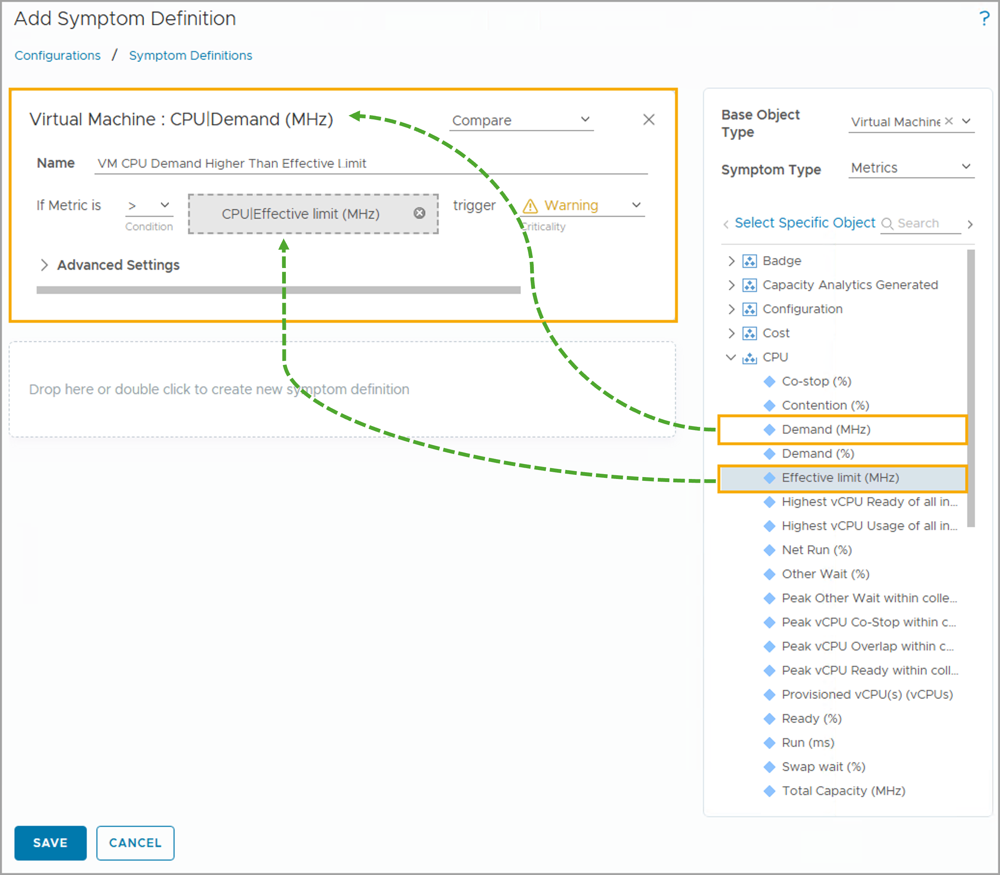 Add Symptom Definition
?
Configurations / Symptom Definitions
Virtual Machine : CPU|Demand (MHz)
Compare
Name
VM CPU Demand Higher Than Effective Limit
If Metric is
>
CPU|Effective limit (MHz)
trigger
Warning
Condition
Criticality
Advanced Settings
Drop here or double click to create new symptom definition
Base Object
Type
Virtual Machine
Symptom Type
Metrics
Select Specific Object
Search
Badge
Capacity Analytics Generated
Configuration
Cost
CPU
Co-stop (%)
Contention (%)
Demand (MHz)
Demand (%)
Effective limit (MHz)
Highest vCPU Ready of all in...
Highest vCPU Usage of all in...
Net Run (%)
Other Wait (%)
Peak Other Wait within colle...
Peak vCPU Co-Stop within c...
Peak vCPU Overlap within c...
Peak vCPU Ready within coll...
Provisioned vCPU(s) (vCPUs)
Ready (%)
Run (ms)
Swap wait (%)
Total Capacity (MHz)
SAVE
CANCEL